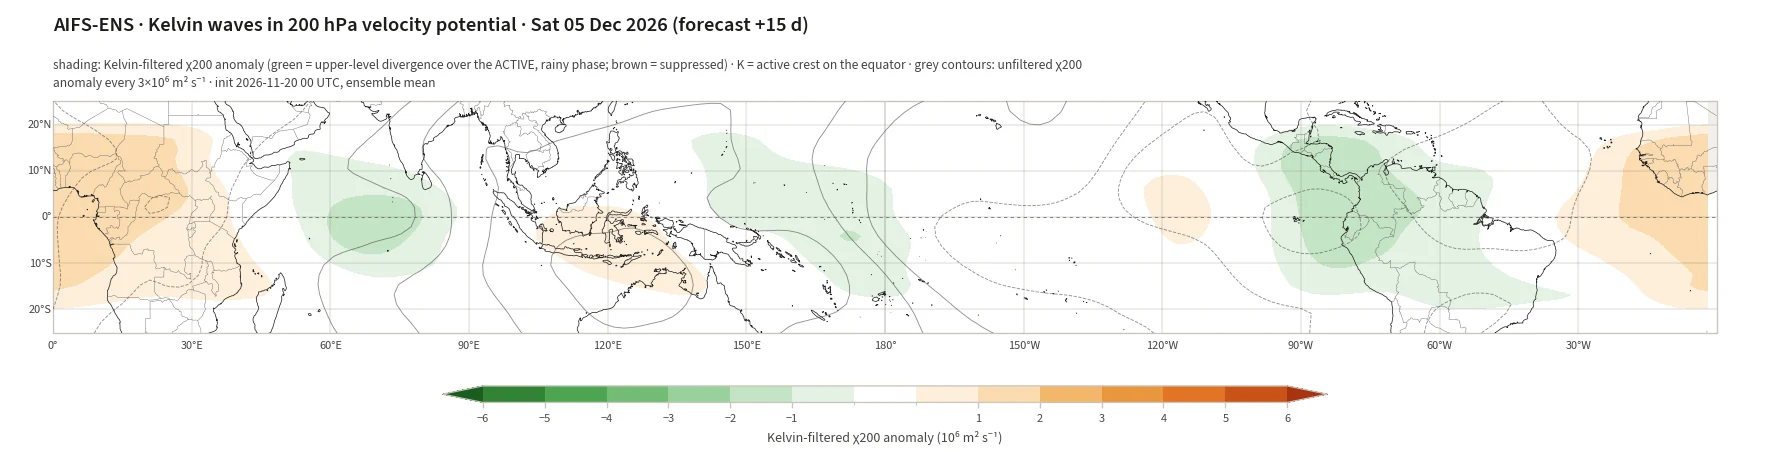 AIFS-ENS · Kelvin waves in 200 hPa velocity potential · Sat 05 Dec 2026 (forecast +15 d)
shading: Kelvin-filtered χ200 anomaly (green = upper-level divergence over the ACTIVE, rainy phase; brown = suppressed) · K = active crest on the equator · grey contours: unfiltered χ200
anomaly every 3×10⁶ m² s⁻¹ · init 2026-11-20 00 UTC, ensemble mean
20°N
10°N
0°
10°S
20°S
0° 30°E 60°E 90°E 120°E 150°E 180° 150°W 120°W 90°W 60°W 30°W
−6 −5 −4 −3 −2 −1 1 2 3 4 5 6
Kelvin-filtered χ200 anomaly (10⁶ m² s⁻¹)